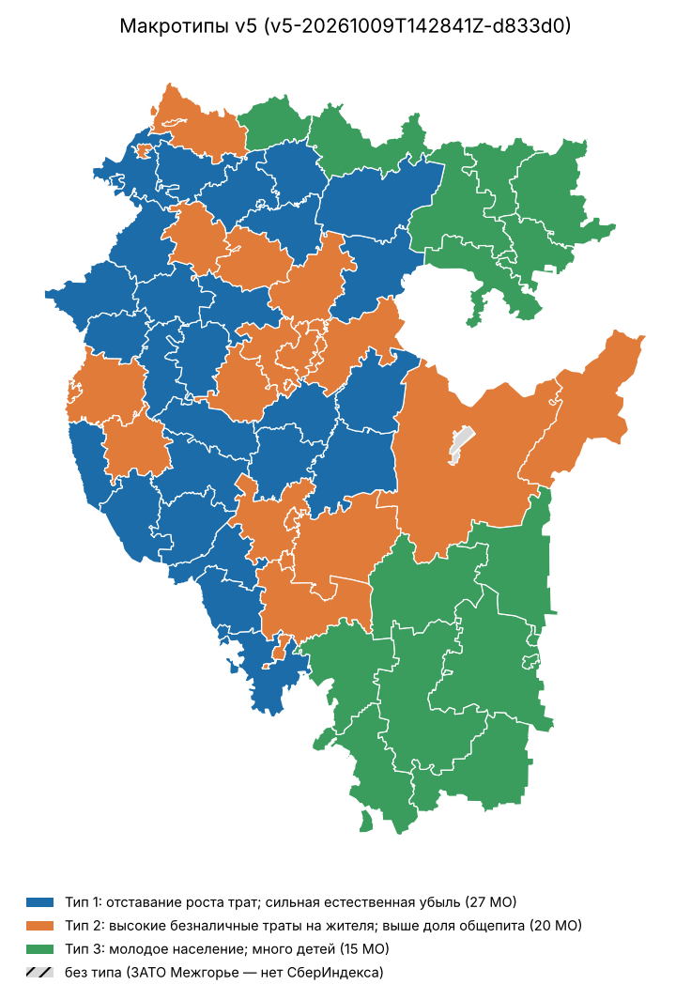 Макротипы v5 (v5-20261009T142841Z-d833d0)
Тип 1: отставание роста трат; сильная естественная убыль (27 МО)
Тип 2: высокие безналичные траты на жителя; выше доля общепита (20 МО)
Тип 3: молодое население; много детей (15 МО)
без типа (ЗАТО Межгорье — нет СберИндекса)